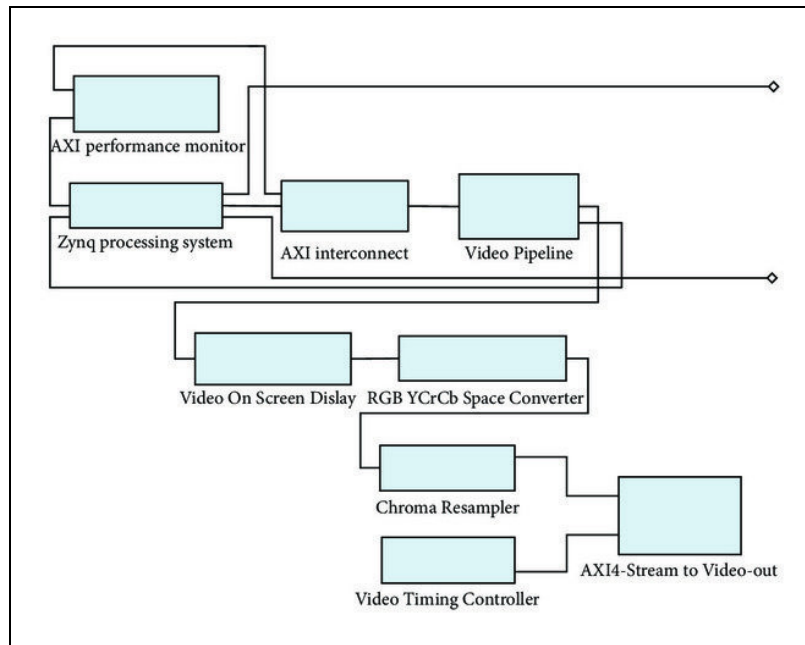 AXI performance monitor
Zynq processing system
AXI interconnect
Video Pipeline
Video On Screen Dislay
RGB YCrCb Space Converter
Chroma Resampler
Video Timing Controller
AXI4-Stream to Video-out